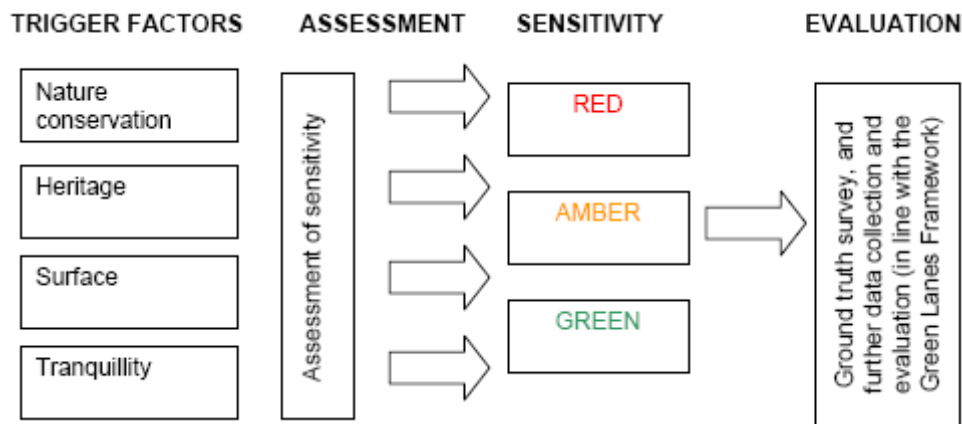 TRIGGER FACTORS
ASSESSMENT
SENSITIVITY
EVALUATION
Nature
conservation
Heritage
Surface
Tranquillity
Assessment of sensitivity
RED
AMBER
GREEN
Ground truth survey, and
further data collection and
evaluation (in line with the
Green Lanes Framework)